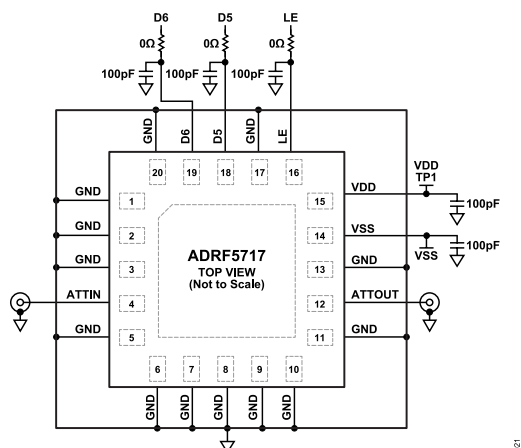 D6 D5 LE
0Ω 0Ω 0Ω
100pF 100pF 100pF
GND D6 D5 GND LE
20 19 18 17 16
VDD
TP1
GND 1 15 VDD
100pF
GND 2 14 VSS
100pF
VSS
ADRF5717
TOP VIEW
(Not to Scale)
GND 3 13 GND
ATTIN 4 12 ATTOUT
GND 5 11 GND
6 7 8 9 10
GND GND GND GND GND
021